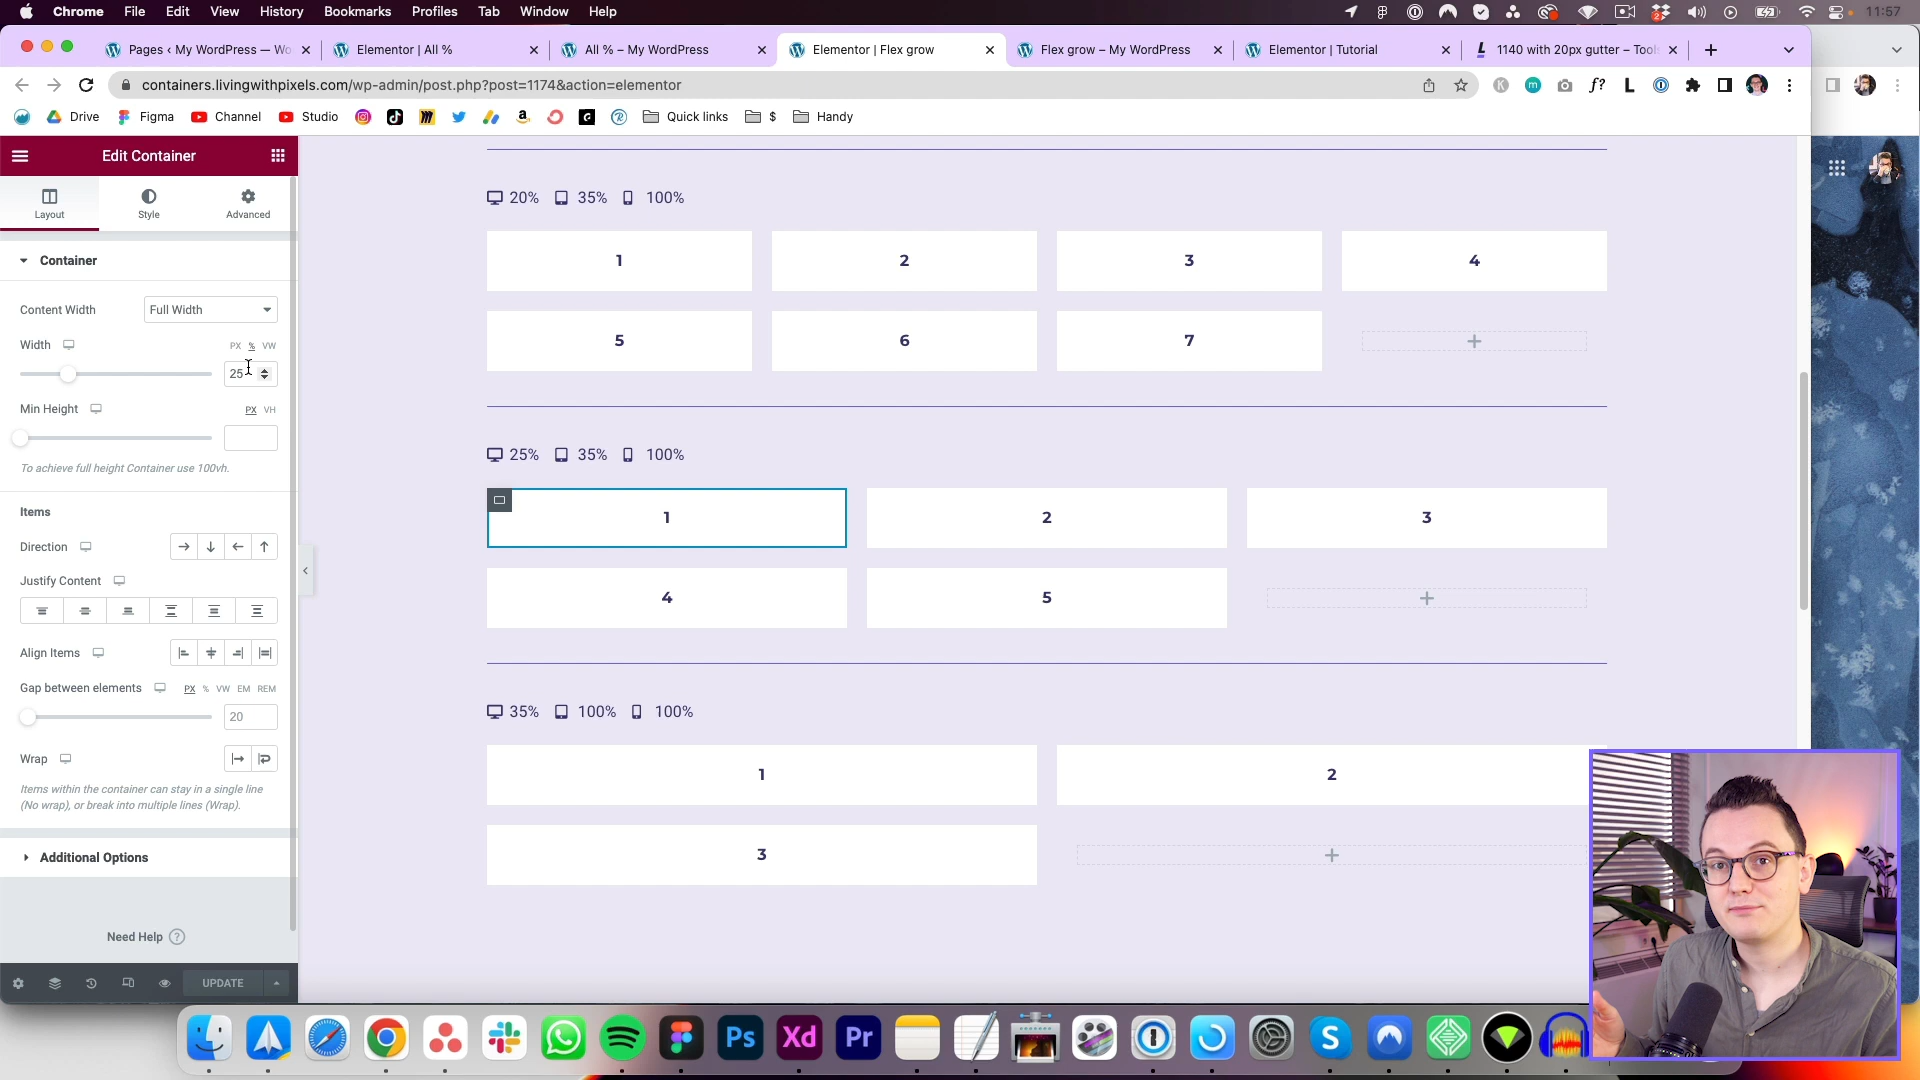 Chrome File Edit View History Bookmarks Profiles Tab Window Help 11:57
Pages ‹ My WordPress — Wo
Elementor | All %
All % – My WordPress
Elementor | Flex grow
Flex grow – My WordPress
Elementor | Tutorial
1140 with 20px gutter – Tools
containers.livingwithpixels.com/wp-admin/post.php?post=1174&action=elementor
Drive Figma Channel Studio Quick links $ Handy
Edit Container
Layout Style Advanced
Container
Content Width Full Width
Width PX % VW
25
Min Height PX VH
To achieve full height Container use 100vh.
Items
Direction
Justify Content
Align Items
Gap between elements PX % VW EM REM
20
Wrap
Items within the container can stay in a single line
(No wrap), or break into multiple lines (Wrap).
Additional Options
Need Help ?
UPDATE
20% 35% 100%
1 2 3 4
5 6 7 +
25% 35% 100%
1 2 3
4 5 +
35% 100% 100%
1 2
3 +
Ps Xd Pr